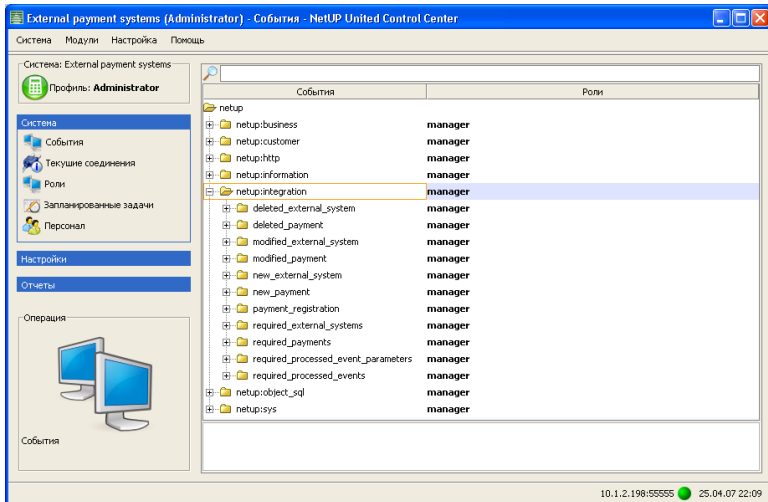 External payment systems (Administrator) - События - NetUP United Control Center
Система Модули Настройка Помощь
Система: External payment systems
Профиль: Administrator
Система
События
Текущие соединения
Роли
Запланированные задачи
Персонал
Настройки
Отчеты
Операция
События
События Роли
netup
netup:business manager
netup:customer manager
netup:http manager
netup:information manager
netup:integration manager
deleted_external_system manager
deleted_payment manager
modified_external_system manager
modified_payment manager
new_external_system manager
new_payment manager
payment_registration manager
required_external_systems manager
required_payments manager
required_processed_event_parameters manager
required_processed_events manager
netup:object_sql manager
netup:sys manager
10.1.2.198:55555 25.04.07 22:09